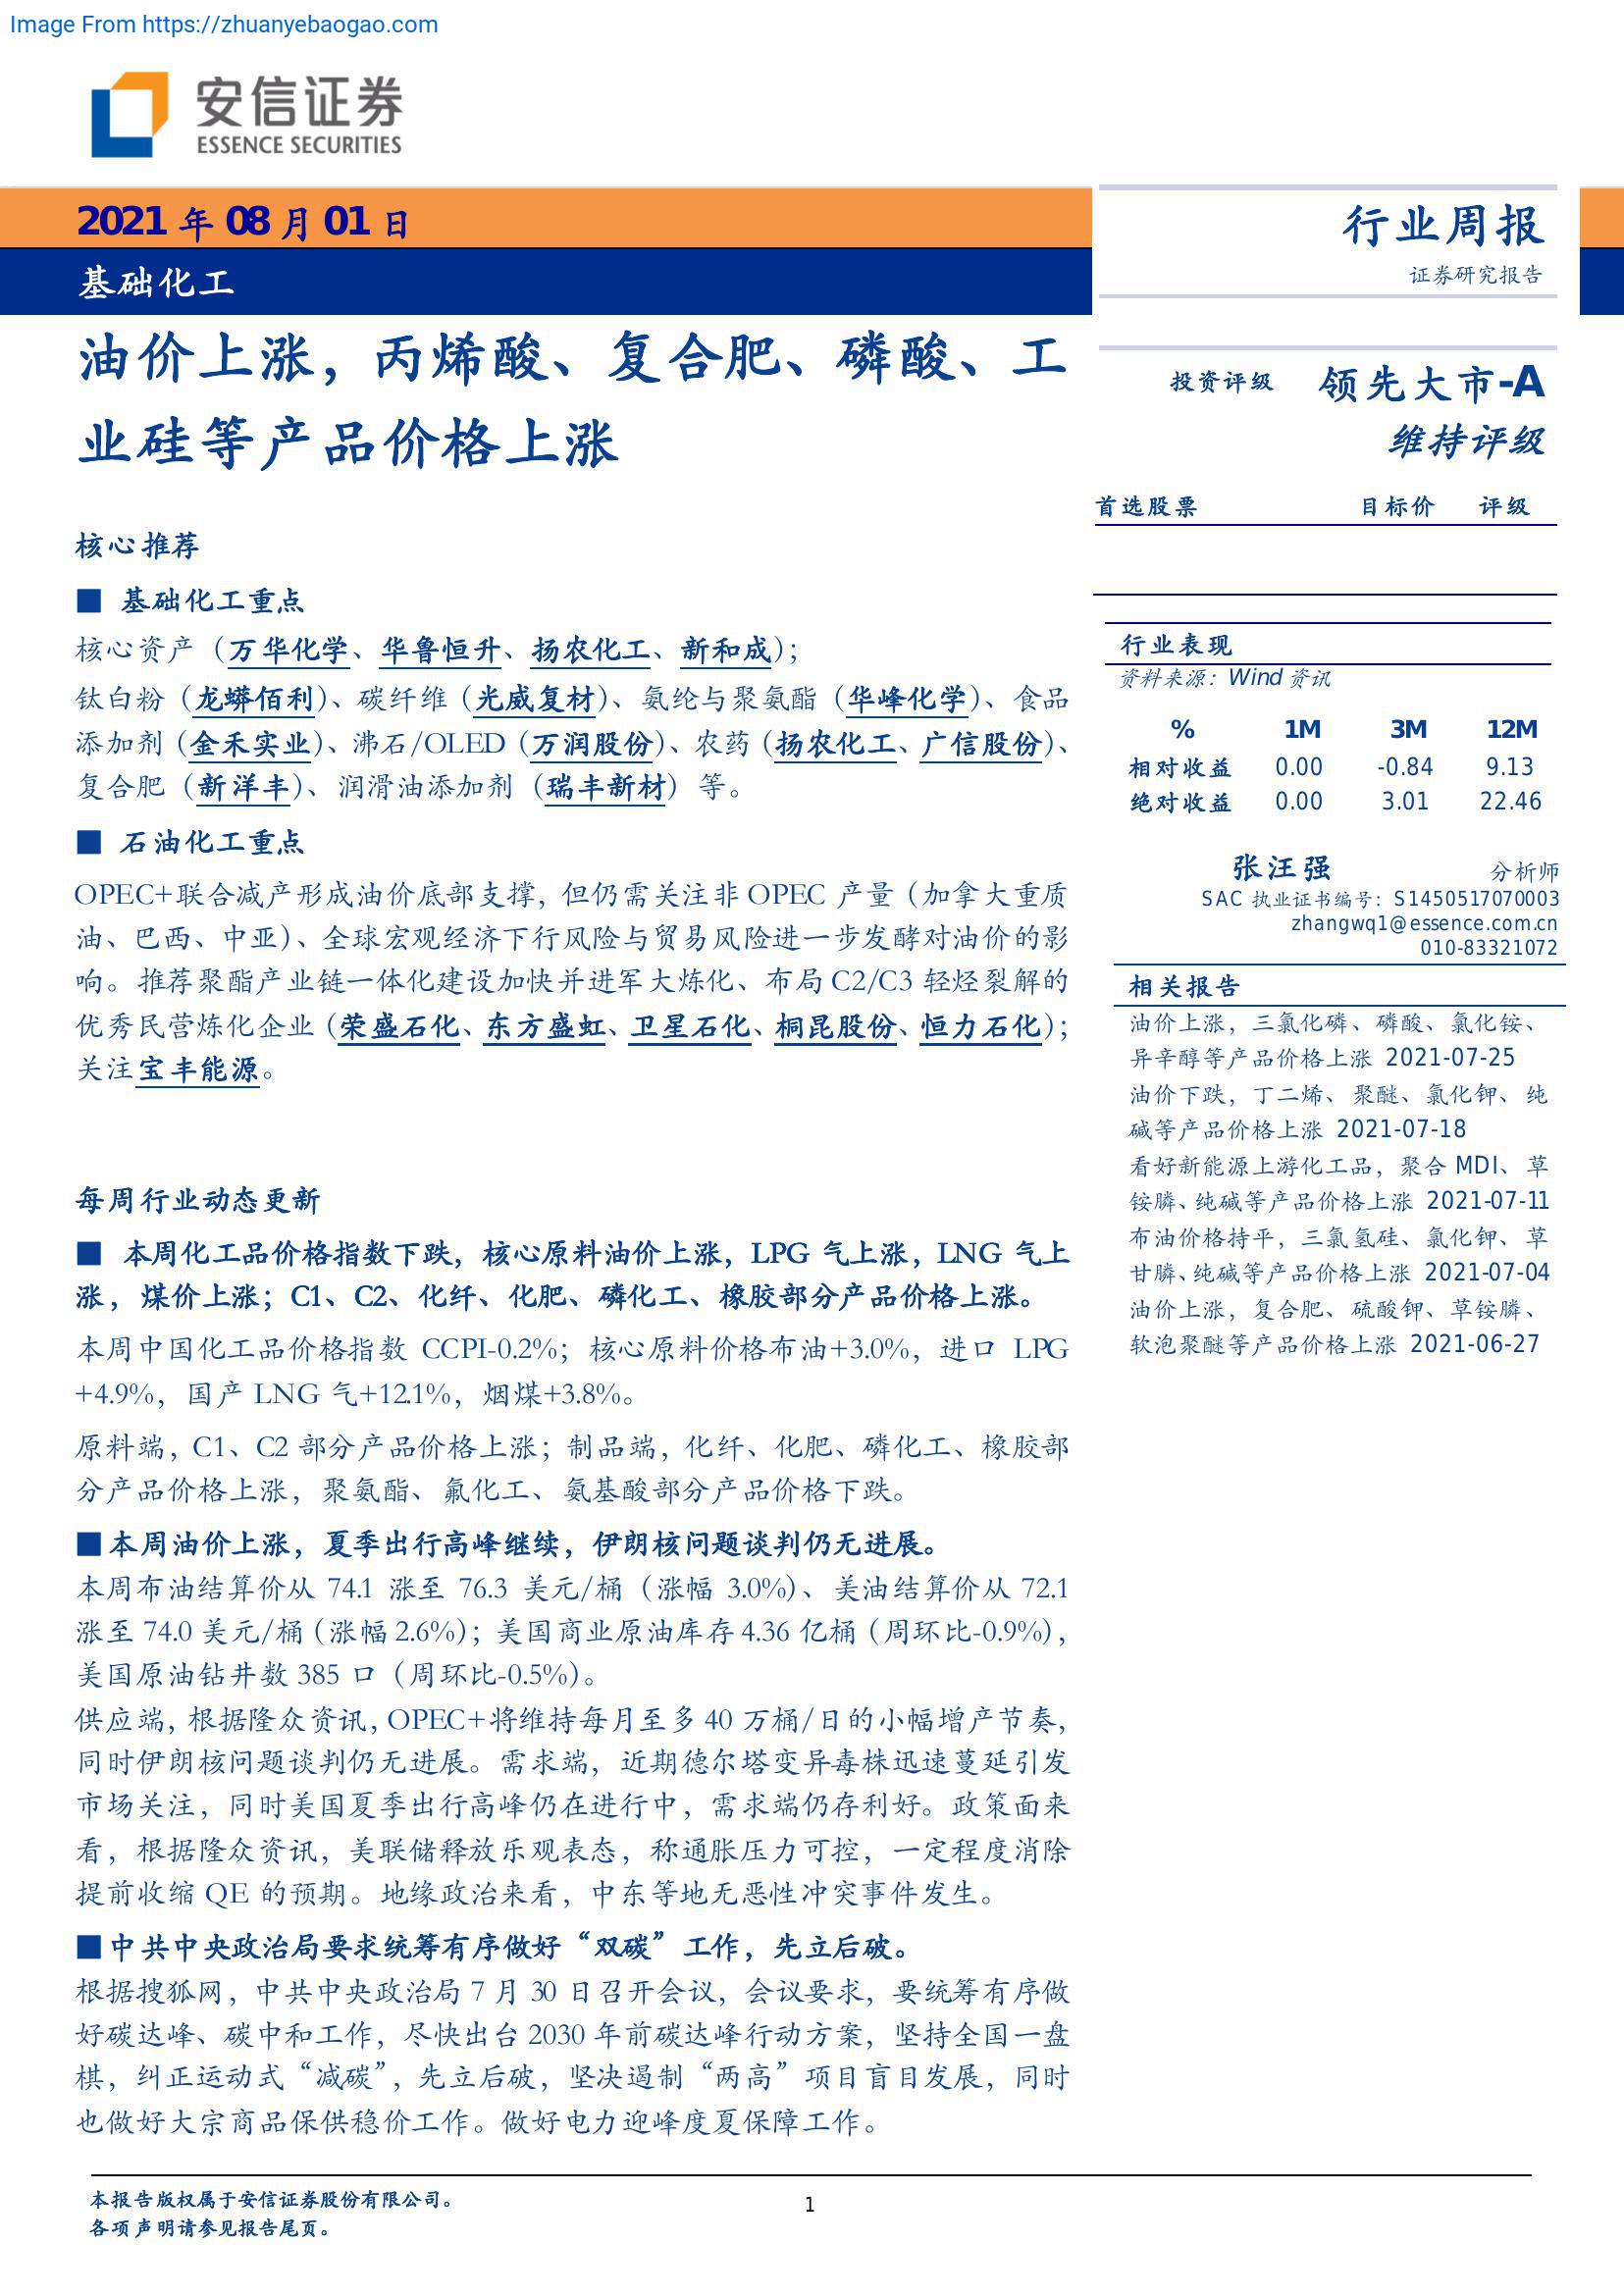 Image From https://zhuanyebaogao.com
安信证券
ESSENCE SECURITIES
2021 年 08 月 01 日
基础化工
行业周报
证券研究报告
油价上涨，丙烯酸、复合肥、磷酸、工
业硅等产品价格上涨
核心推荐
■ 基础化工重点
核心资产（万华化学、华鲁恒升、扬农化工、新和成）；
钛白粉（龙蟒佰利）、碳纤维（光威复材）、氨纶与聚氨酯（华峰化学）、食品
添加剂（金禾实业）、沸石/OLED（万润股份）、农药（扬农化工、广信股份）、
复合肥（新洋丰）、润滑油添加剂（瑞丰新材）等。
■ 石油化工重点
OPEC+联合减产形成油价底部支撑，但仍需关注非 OPEC 产量（加拿大重质
油、巴西、中亚）、全球宏观经济下行风险与贸易风险进一步发酵对油价的影
响。推荐聚酯产业链一体化建设加快并进军大炼化、布局 C2/C3 轻烃裂解的
优秀民营炼化企业（荣盛石化、东方盛虹、卫星石化、桐昆股份、恒力石化）；
关注宝丰能源。
每周行业动态更新
■ 本周化工品价格指数下跌，核心原料油价上涨，LPG 气上涨，LNG 气上
涨，煤价上涨；C1、C2、化纤、化肥、磷化工、橡胶部分产品价格上涨。
本周中国化工品价格指数 CCPI-0.2%；核心原料价格布油+3.0%，进口 LPG
+4.9%，国产 LNG 气+12.1%，烟煤+3.8%。
原料端，C1、C2 部分产品价格上涨；制品端，化纤、化肥、磷化工、橡胶部
分产品价格上涨，聚氨酯、氟化工、氨基酸部分产品价格下跌。
■本周油价上涨，夏季出行高峰继续，伊朗核问题谈判仍无进展。
本周布油结算价从 74.1 涨至 76.3 美元/桶（涨幅 3.0%）、美油结算价从 72.1
涨至 74.0 美元/桶（涨幅 2.6%）；美国商业原油库存 4.36 亿桶（周环比-0.9%），
美国原油钻井数 385 口（周环比-0.5%）。
供应端，根据隆众资讯，OPEC+将维持每月至多 40 万桶/日的小幅增产节奏，
同时伊朗核问题谈判仍无进展。需求端，近期德尔塔变异毒株迅速蔓延引发
市场关注，同时美国夏季出行高峰仍在进行中，需求端仍存利好。政策面来
看，根据隆众资讯，美联储释放乐观表态，称通胀压力可控，一定程度消除
提前收缩 QE 的预期。地缘政治来看，中东等地无恶性冲突事件发生。
■中共中央政治局要求统筹有序做好“双碳”工作，先立后破。
根据搜狐网，中共中央政治局 7 月 30 日召开会议，会议要求，要统筹有序做
好碳达峰、碳中和工作，尽快出台 2030 年前碳达峰行动方案，坚持全国一盘
棋，纠正运动式“减碳”，先立后破，坚决遏制“两高”项目盲目发展，同时
也做好大宗商品保供稳价工作。做好电力迎峰度夏保障工作。
投资评级 领先大市-A
维持评级
首选股票 目标价 评级
行业表现
资料来源：Wind 资讯
% 1M 3M 12M
相对收益 0.00 -0.84 9.13
绝对收益 0.00 3.01 22.46
张汪强 分析师
SAC 执业证书编号：S1450517070003
zhangwq1@essence.com.cn
010-83321072
相关报告
油价上涨，三氯化磷、磷酸、氯化铵、
异辛醇等产品价格上涨 2021-07-25
油价下跌，丁二烯、聚醚、氯化钾、纯
碱等产品价格上涨 2021-07-18
看好新能源上游化工品，聚合 MDI、草
铵膦、纯碱等产品价格上涨 2021-07-11
布油价格持平，三氯氢硅、氯化钾、草
甘膦、纯碱等产品价格上涨 2021-07-04
油价上涨，复合肥、硫酸钾、草铵膦、
软泡聚醚等产品价格上涨 2021-06-27
本报告版权属于安信证券股份有限公司。
各项声明请参见报告尾页。
1